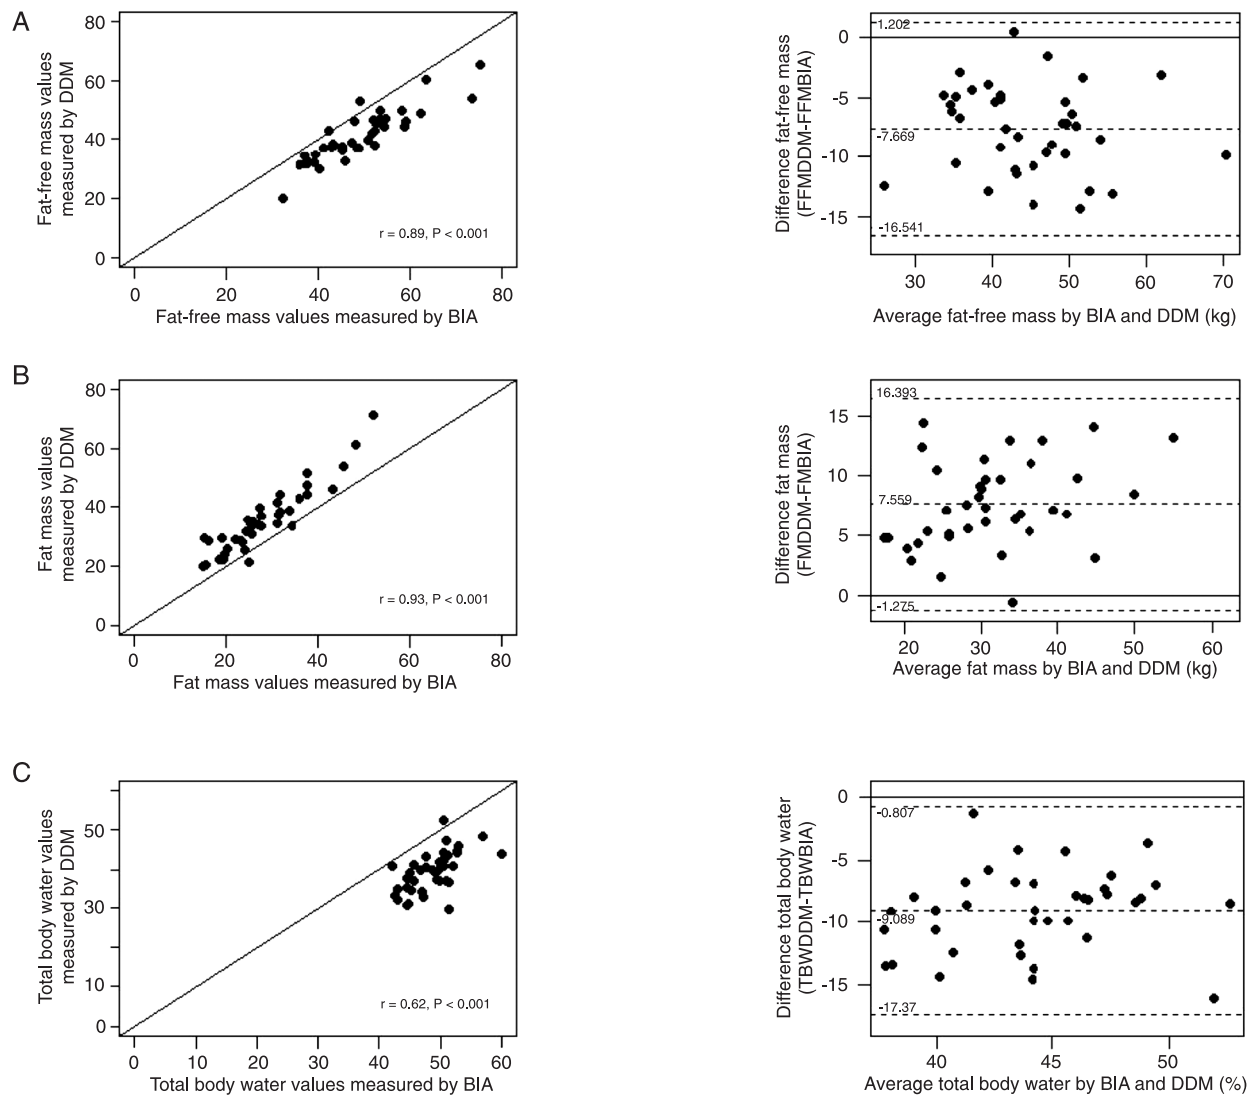 A
Fat-free mass values
measured by DDM
80
60
40
20
0
r = 0.89, P < 0.001
0 20 40 60 80
Fat-free mass values measured by BIA
Difference fat-free mass
(FFMDDM-FFMBIA)
0
-5
-10
-15
1.202
-7.669
-16.541
30 40 50 60 70
Average fat-free mass by BIA and DDM (kg)
B
Fat mass values
measured by DDM
80
60
40
20
0
r = 0.93, P < 0.001
0 20 40 60 80
Fat mass values measured by BIA
Difference fat mass
(FMDDM-FMBIA)
15
10
5
0
16.393
7.559
-1.275
20 30 40 50 60
Average fat mass by BIA and DDM (kg)
C
Total body water values
measured by DDM
50
30
10
0
r = 0.62, P < 0.001
0 10 20 30 40 50 60
Total body water values measured by BIA
Difference total body water
(TBWDDM-TBWBIA)
0
-5
-10
-15
-0.807
-9.089
-17.37
40 45 50
Average total body water by BIA and DDM (%)